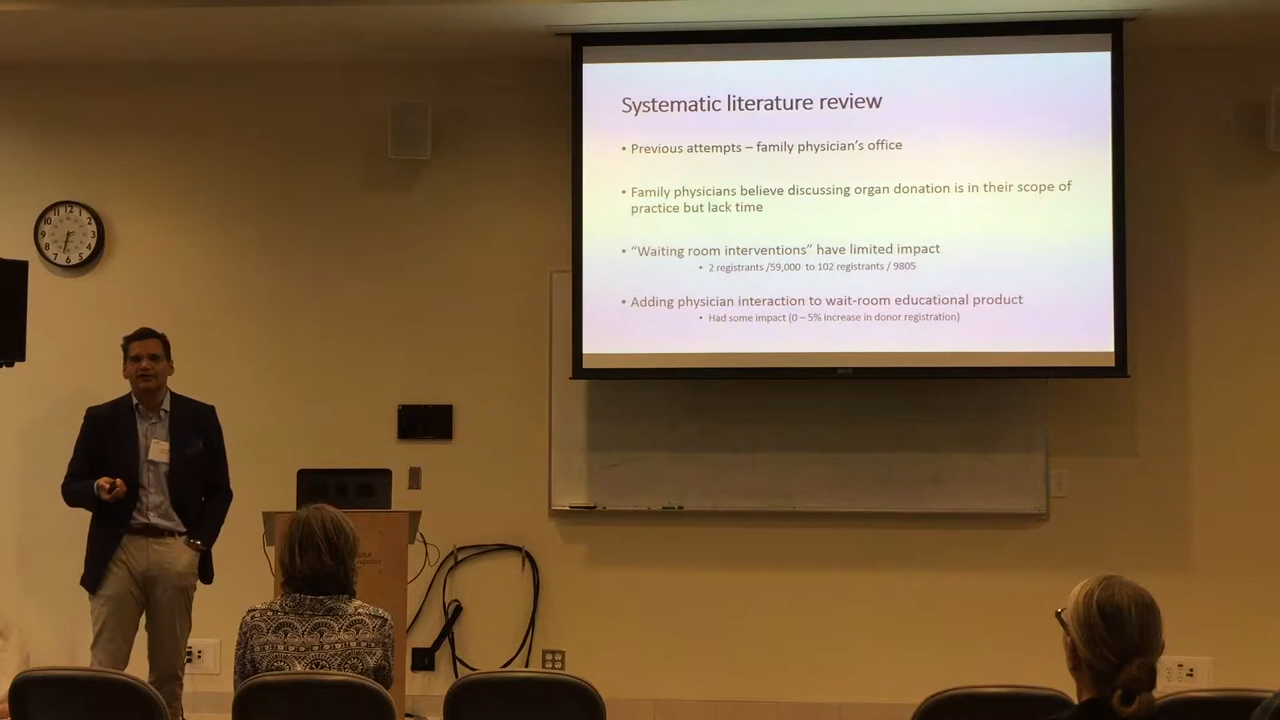 Systematic literature review
• Previous attempts – family physician's office
• Family physicians believe discussing organ donation is in their scope of
practice but lack time
• "Waiting room interventions" have limited impact
• 2 registrants /59,000 to 102 registrants / 9805
• Adding physician interaction to wait-room educational product
• Had some impact (0 – 5% increase in donor registration)